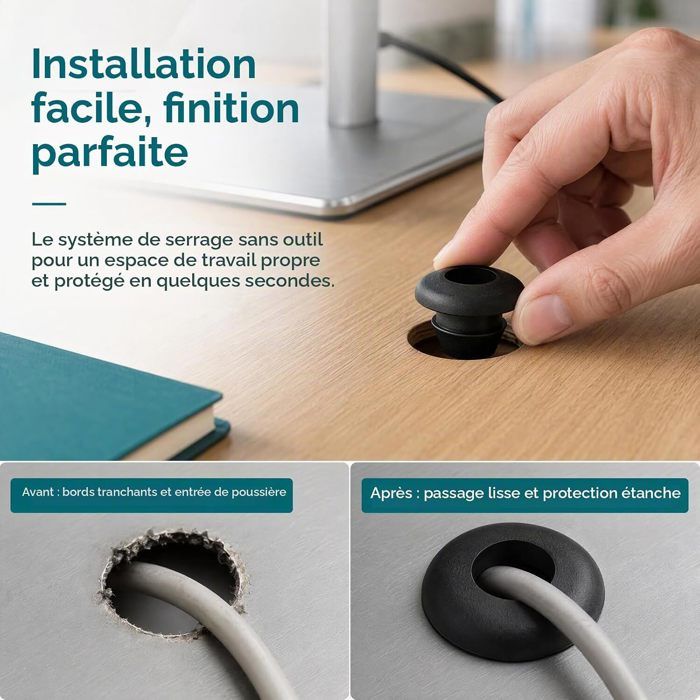 Installation
facile, finition
parfaite
Le système de serrage sans outil
pour un espace de travail propre
et protégé en quelques secondes.
Avant : bords tranchants et entrée de poussière
Après : passage lisse et protection étanche